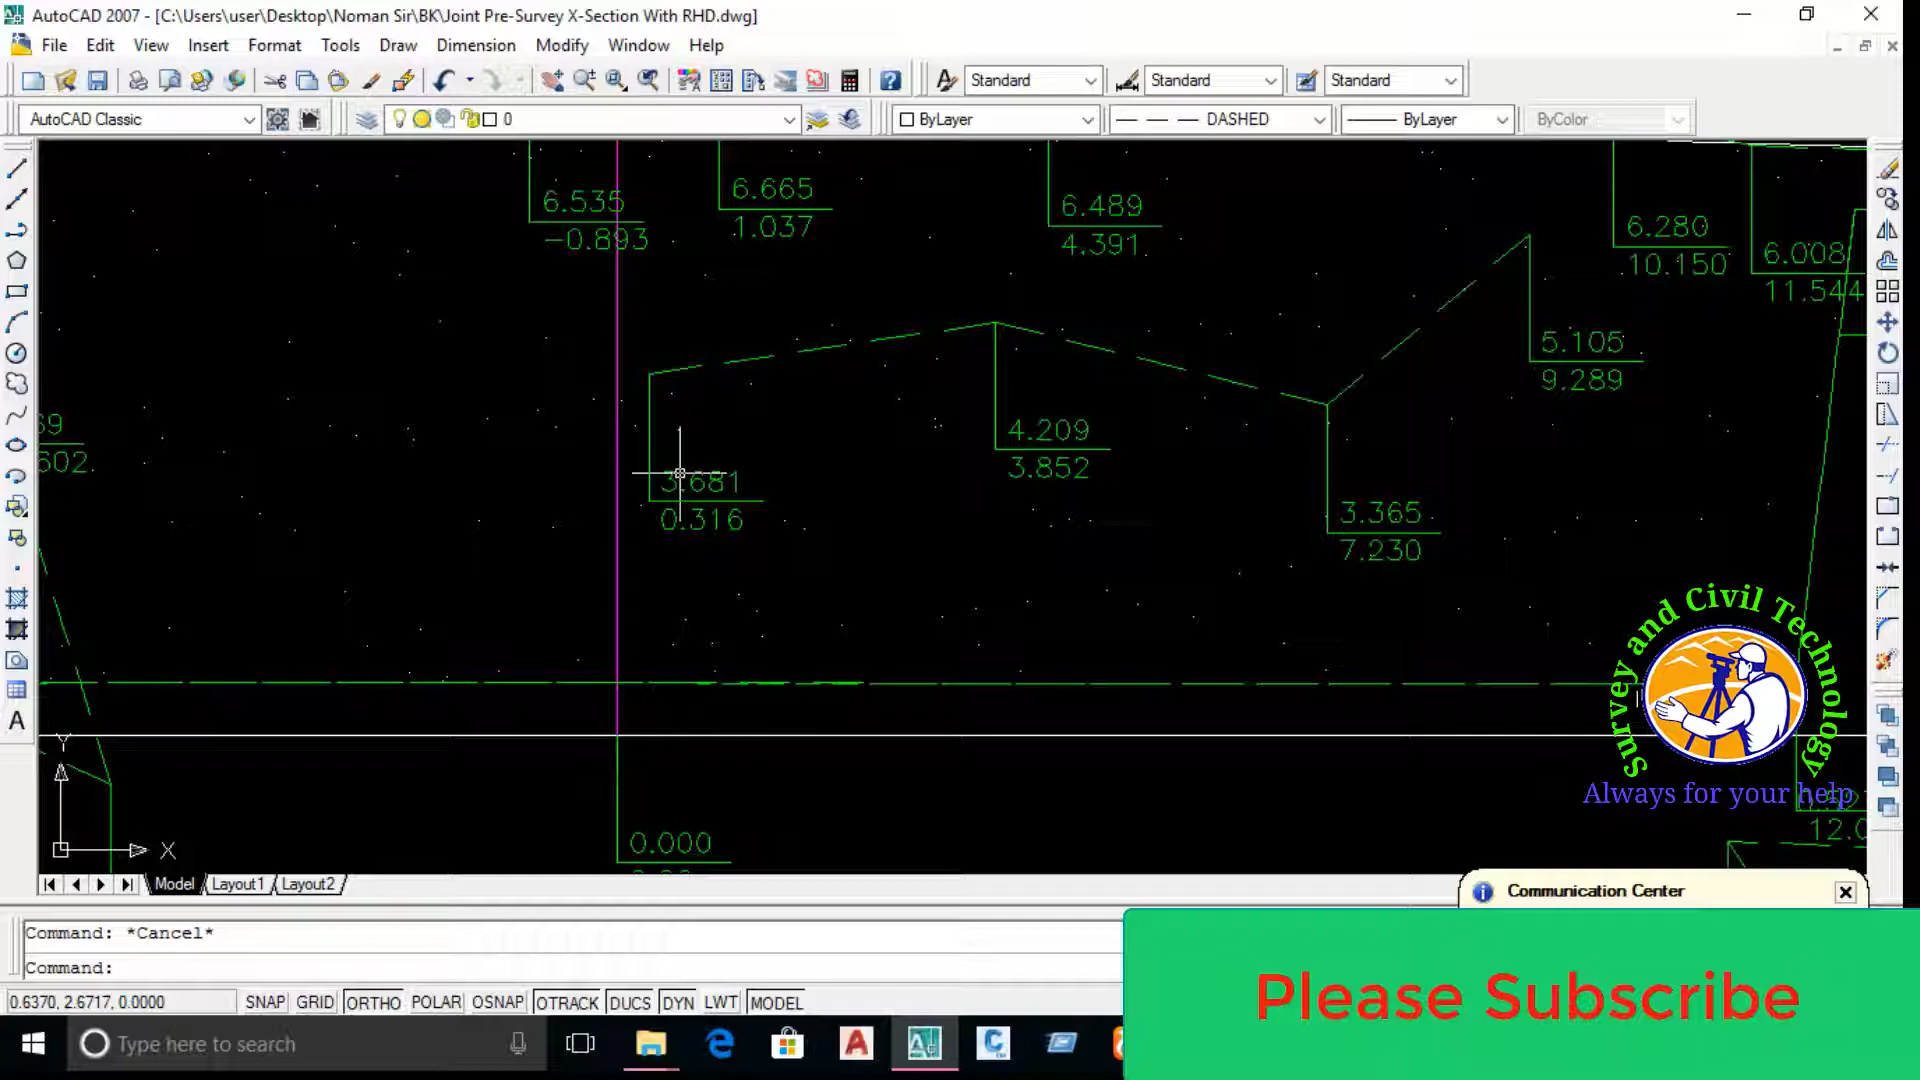 AutoCAD 2007 - [C:\Users\user\Desktop\Noman Sir\BK\Joint Pre-Survey X-Section With RHD.dwg]
File Edit View Insert Format Tools Draw Dimension Modify Window Help
Standard Standard Standard
AutoCAD Classic 0 ByLayer DASHED ByLayer ByColor
6.535
-0.893
6.665
1.037
6.489
4.391
6.280
10.150
6.008
11.544
5.105
9.289
69
602
4.209
3.852
3.681
0.316
3.365
7.230
Survey and Civil Technology
Always for your help
0.000
12.0
Y
X
Model Layout1 Layout2
Communication Center
Command: *Cancel*
Command:
Please Subscribe
0.6370, 2.6717, 0.0000 SNAP GRID ORTHO POLAR OSNAP OTRACK DUCS DYN LWT MODEL
Type here to search